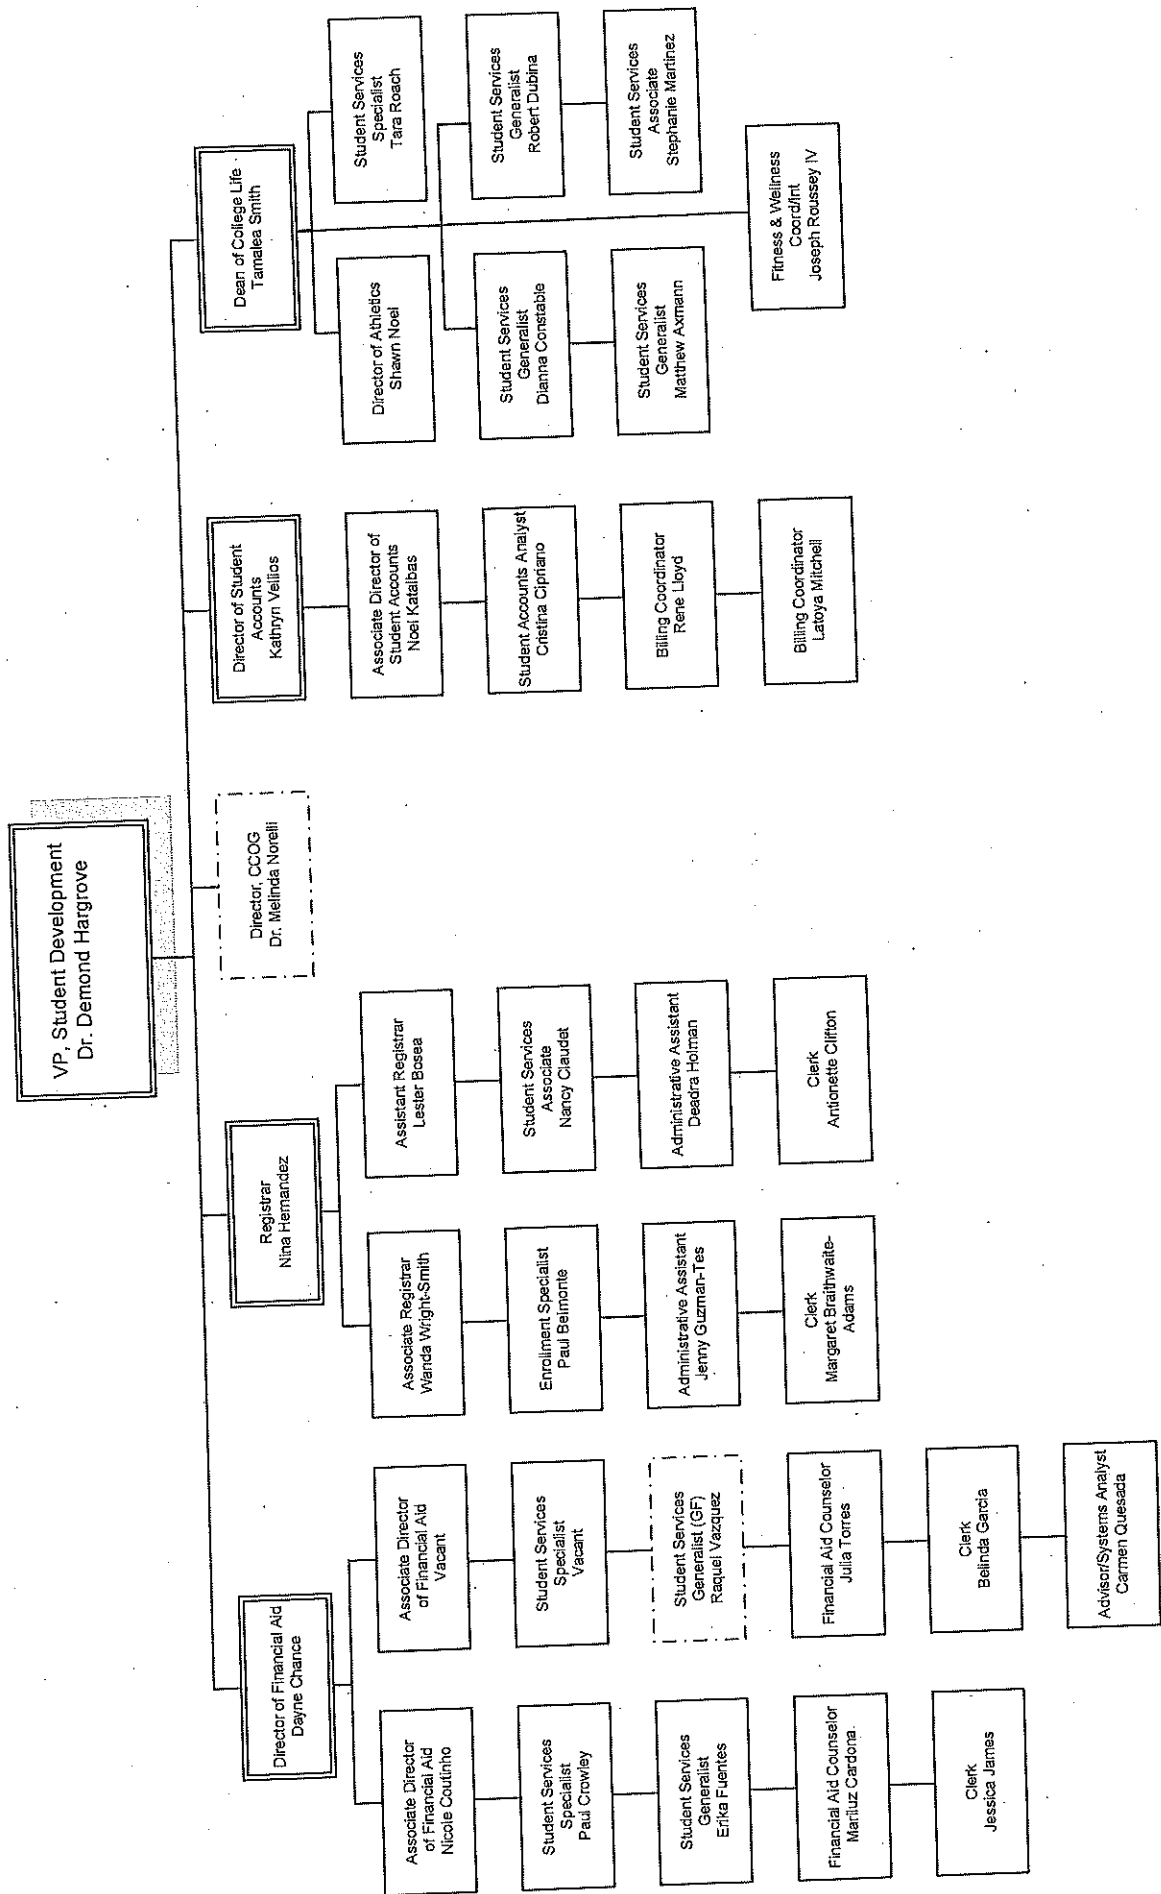 VP, Student Development
Dr. Demond Hargrove
Director of Financial Aid
Dayne Chance
Registrar
Nina Hernandez
Director, CCOG
Dr. Melinda Norelli
Director of Student
Accounts
Kathryn Vellios
Dean of College Life
Tamalea Smith
Associate Director
of Financial Aid
Nicole Coutinho
Student Services
Specialist
Paul Crowley
Student Services
Generalist
Erika Fuentes
Financial Aid Counselor
Mariluz Cardona
Clerk
Jessica James
Associate Director
of Financial Aid
Vacant
Student Services
Specialist
Vacant
Student Services
Generalist (GF)
Raquel Vazquez
Financial Aid Counselor
Julia Torres
Clerk
Belinda Garcia
Advisor/Systems Analyst
Carmen Quesada
Associate Registrar
Wanda Wright-Smith
Enrollment Specialist
Paul Belmonte
Administrative Assistant
Jenny Guzman-Tes
Clerk
Margaret Braithwaite-
Adams
Assistant Registrar
Lester Bosea
Student Services
Associate
Nancy Claudet
Administrative Assistant
Deadra Holman
Clerk
Antionette Clifton
Associate Director of
Student Accounts
Noel Katalbas
Student Accounts Analyst
Cristina Cipriano
Billing Coordinator
Rene Lloyd
Billing Coordinator
Latoya Mitchell
Director of Athletics
Shawn Noel
Student Services
Specialist
Tara Roach
Student Services
Generalist
Dianna Constable
Student Services
Generalist
Robert Dubina
Student Services
Generalist
Matthew Axmann
Student Services
Associate
Stephanie Martinez
Fitness & Wellness
Coord/Int
Joseph Roussey IV